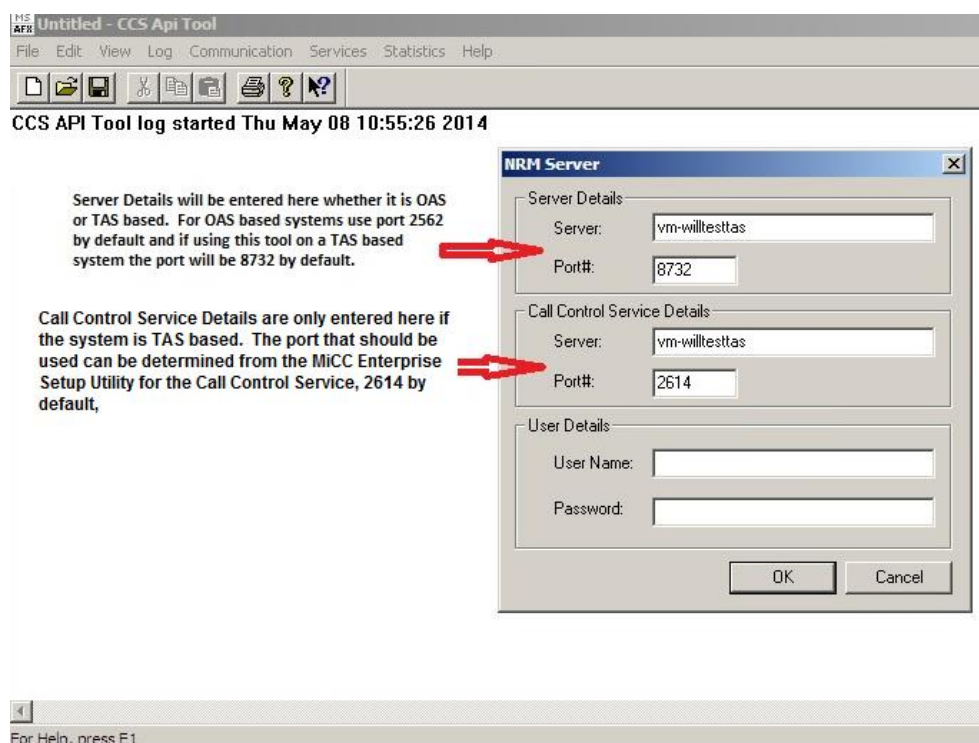 MS
AFX
Untitled - CCS Api Tool
File Edit View Log Communication Services Statistics Help
CCS API Tool log started Thu May 08 10:55:26 2014
Server Details will be entered here whether it is OAS
or TAS based. For OAS based systems use port 2562
by default and if using this tool on a TAS based
system the port will be 8732 by default.
Call Control Service Details are only entered here if
the system is TAS based. The port that should be
used can be determined from the MiCC Enterprise
Setup Utility for the Call Control Service, 2614 by
default,
NRM Server
Server Details
Server: vm-willtesttas
Port#: 8732
Call Control Service Details
Server: vm-willtesttas
Port#: 2614
User Details
User Name:
Password:
OK Cancel
For Help, press F1